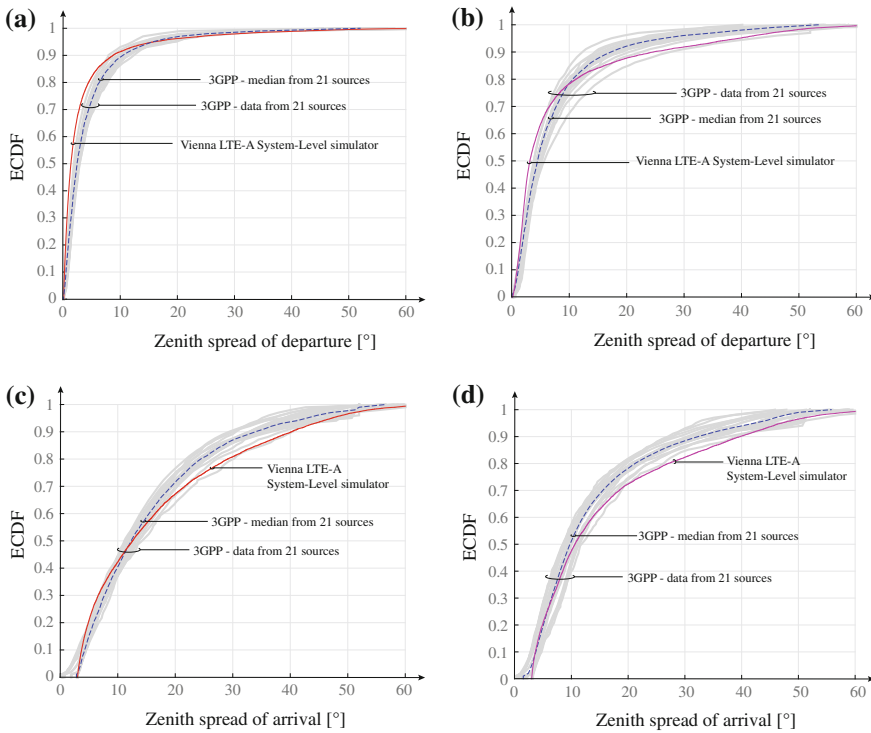 (a)
1
0.9
0.8
0.7
0.6
0.5
0.4
0.3
0.2
0.1
0
ECDF
3GPP - median from 21 sources
3GPP - data from 21 sources
Vienna LTE-A System-Level simulator
0 10 20 30 40 50 60
Zenith spread of departure [°]
(b)
1
0.9
0.8
0.7
0.6
0.5
0.4
0.3
0.2
0.1
0
ECDF
3GPP - data from 21 sources
3GPP - median from 21 sources
Vienna LTE-A System-Level simulator
0 10 20 30 40 50 60
Zenith spread of departure [°]
(c)
1
0.9
0.8
0.7
0.6
0.5
0.4
0.3
0.2
0.1
0
ECDF
Vienna LTE-A
System-Level simulator
3GPP - median from 21 sources
3GPP - data from 21 sources
0 10 20 30 40 50 60
Zenith spread of arrival [°]
(d)
1
0.9
0.8
0.7
0.6
0.5
0.4
0.3
0.2
0.1
0
ECDF
Vienna LTE-A
System-Level simulator
3GPP - median from 21 sources
3GPP - data from 21 sources
0 10 20 30 40 50 60
Zenith spread of arrival [°]